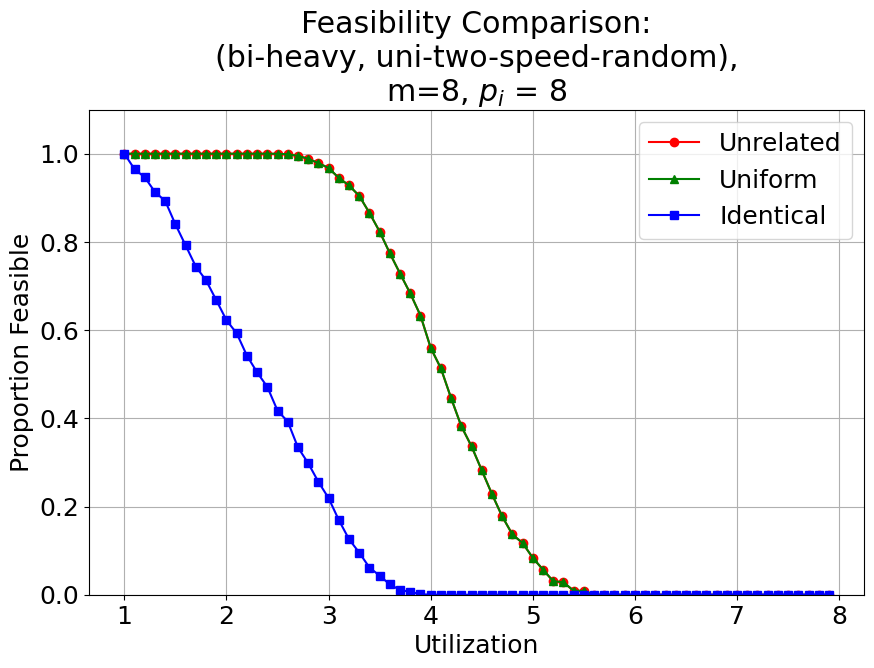 Feasibility Comparison:
(bi-heavy, uni-two-speed-random),
m=8, $p_i$ = 8
Unrelated
Uniform
Identical
Proportion Feasible
1.0
0.8
0.6
0.4
0.2
0.0
1 2 3 4 5 6 7 8
Utilization